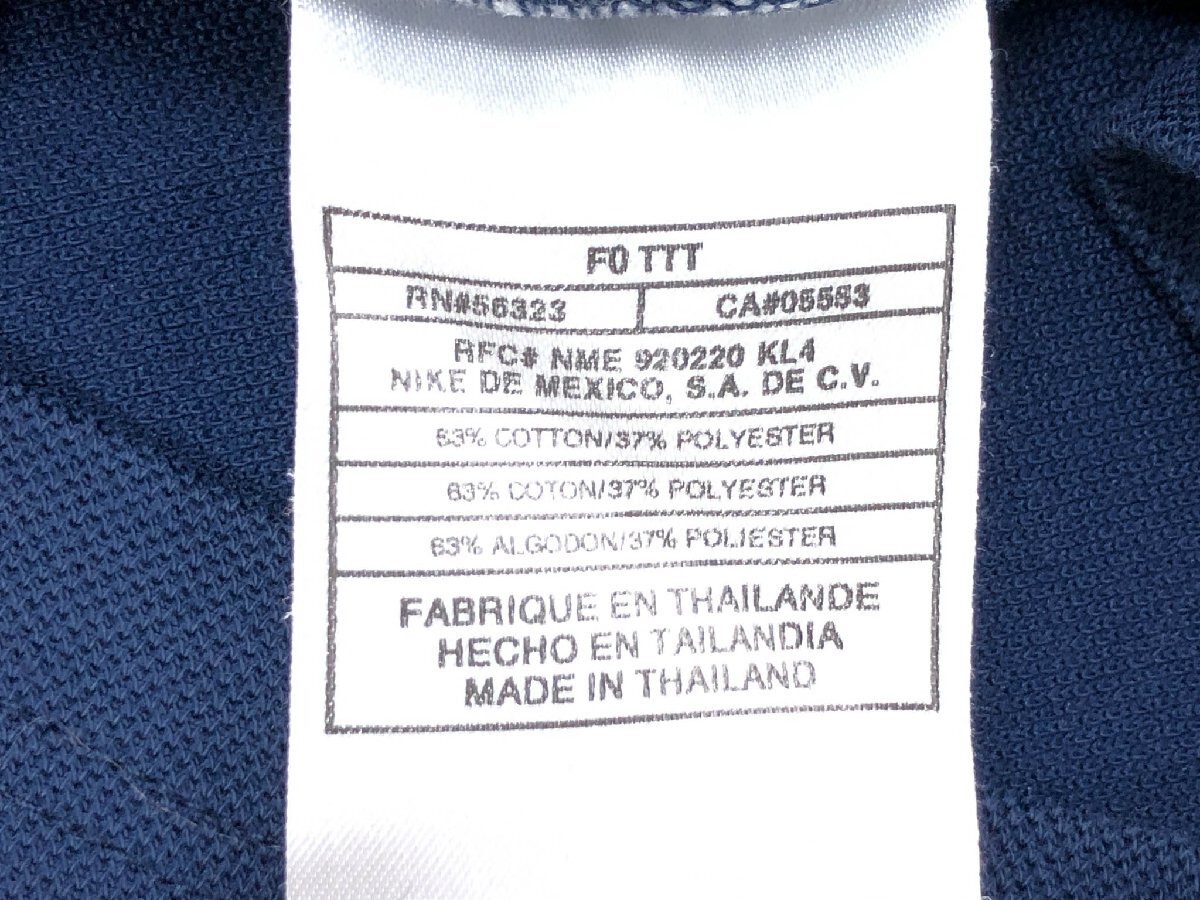 F0 TTT
RN#56323 CA#05553
RFC# NME 920220 KL4
NIKE DE MEXICO, S.A. DE C.V.
63% COTTON/37% POLYESTER
63% COTON/37% POLYESTER
63% ALGODON/37% POLIESTER
FABRIQUE EN THAILANDE
HECHO EN TAILANDIA
MADE IN THAILAND